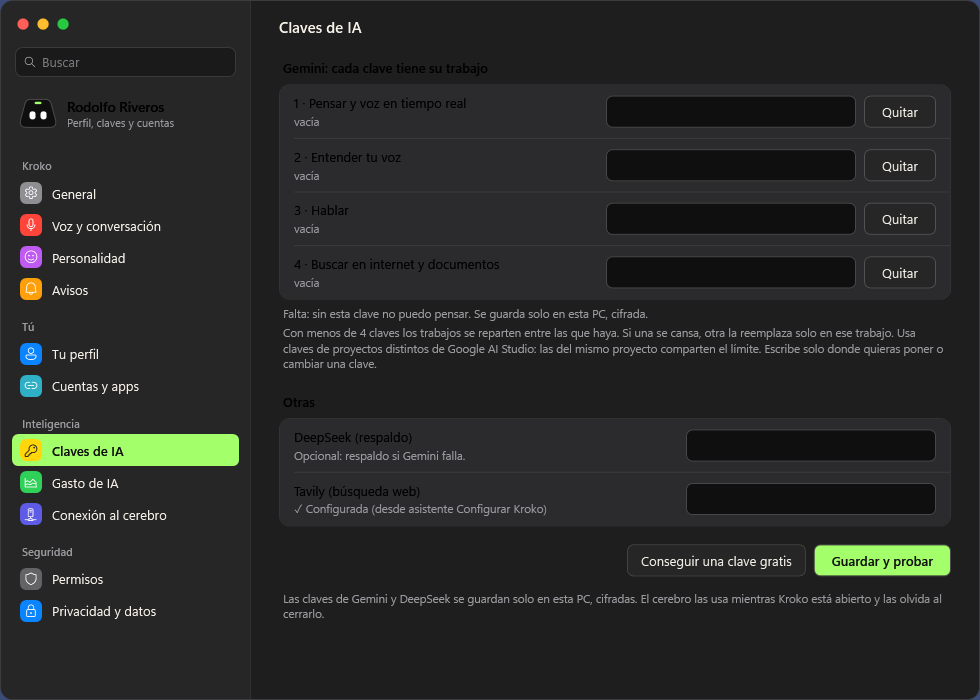 Claves de IA
Buscar
Rodolfo Riveros
Perfil, claves y cuentas
Kroko
General
Voz y conversación
Personalidad
Avisos
Tú
Tu perfil
Cuentas y apps
Inteligencia
Claves de IA
Gasto de IA
Conexión al cerebro
Seguridad
Permisos
Privacidad y datos
Gemini: cada clave tiene su trabajo
1 · Pensar y voz en tiempo real
vacía
Quitar
2 · Entender tu voz
vacía
Quitar
3 · Hablar
vacía
Quitar
4 · Buscar en internet y documentos
vacía
Quitar
Falta: sin esta clave no puedo pensar. Se guarda solo en esta PC, cifrada.
Con menos de 4 claves los trabajos se reparten entre las que haya. Si una se cansa, otra la reemplaza solo en ese trabajo. Usa
claves de proyectos distintos de Google AI Studio: las del mismo proyecto comparten el límite. Escribe solo donde quieras poner o
cambiar una clave.
Otras
DeepSeek (respaldo)
Opcional: respaldo si Gemini falla.
Tavily (búsqueda web)
✓ Configurada (desde asistente Configurar Kroko)
Conseguir una clave gratis
Guardar y probar
Las claves de Gemini y DeepSeek se guardan solo en esta PC, cifradas. El cerebro las usa mientras Kroko está abierto y las olvida al
cerrarlo.